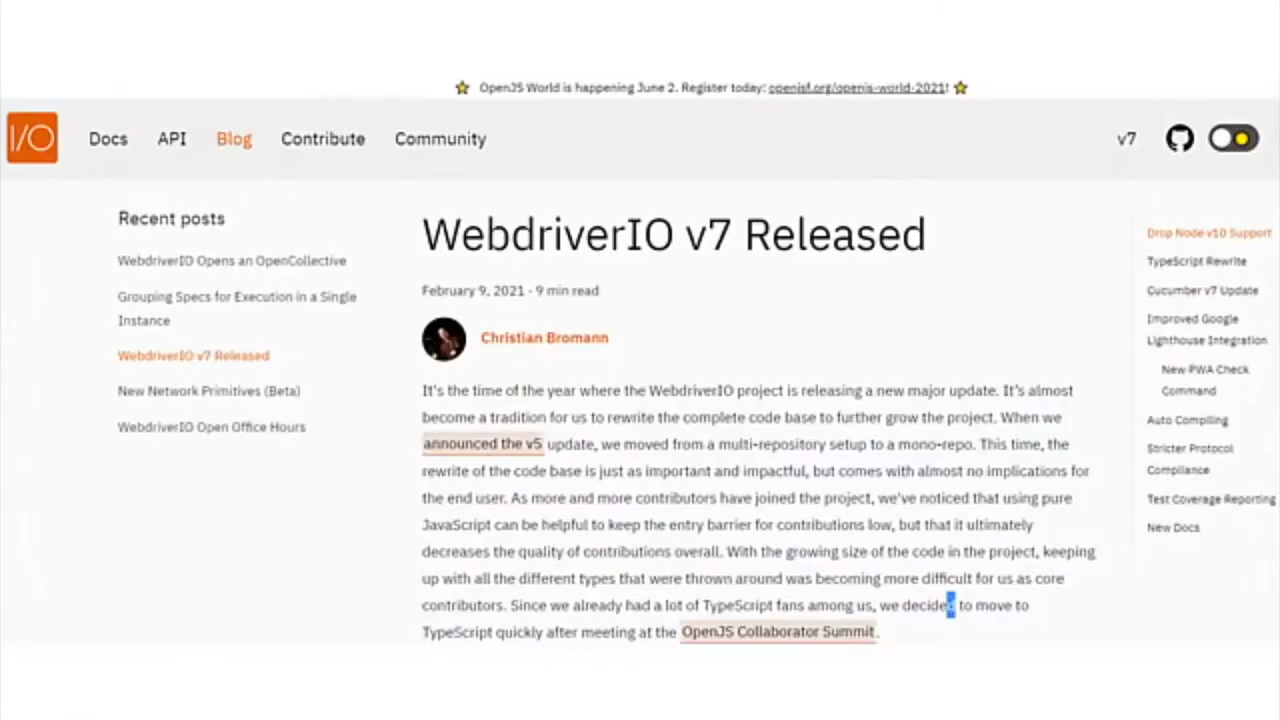 OpenJS World is happening June 2. Register today: openjsf.org/openjs-world-2021!
I/O
Docs API Blog Contribute Community v7
Recent posts
WebdriverIO Opens an OpenCollective
Grouping Specs for Execution in a Single
Instance
WebdriverIO v7 Released
New Network Primitives (Beta)
WebdriverIO Open Office Hours
WebdriverIO v7 Released
February 9, 2021 · 9 min read
Christian Bromann
It's the time of the year where the WebdriverIO project is releasing a new major update. It's almost
become a tradition for us to rewrite the complete code base to further grow the project. When we
announced the v5 update, we moved from a multi-repository setup to a mono-repo. This time, the
rewrite of the code base is just as important and impactful, but comes with almost no implications for
the end user. As more and more contributors have joined the project, we've noticed that using pure
JavaScript can be helpful to keep the entry barrier for contributions low, but that it ultimately
decreases the quality of contributions overall. With the growing size of the code in the project, keeping
up with all the different types that were thrown around was becoming more difficult for us as core
contributors. Since we already had a lot of TypeScript fans among us, we decided to move to
TypeScript quickly after meeting at the OpenJS Collaborator Summit.
Drop Node v10 Support
TypeScript Rewrite
Cucumber v7 Update
Improved Google
Lighthouse Integration
New PWA Check
Command
Auto Compiling
Stricter Protocol
Compliance
Test Coverage Reporting
New Docs